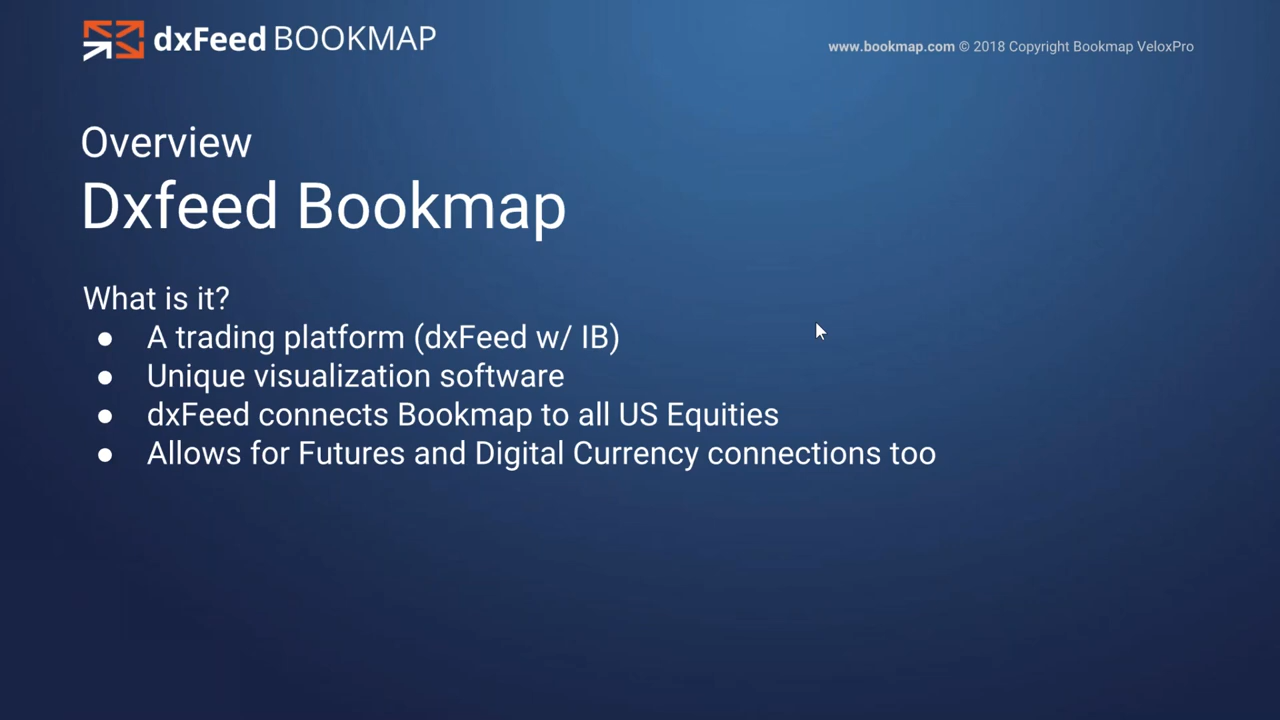 dxFeed BOOKMAP
www.bookmap.com © 2018 Copyright Bookmap VeloxPro
Overview
Dxfeed Bookmap
What is it?
● A trading platform (dxFeed w/ IB)
● Unique visualization software
● dxFeed connects Bookmap to all US Equities
● Allows for Futures and Digital Currency connections too